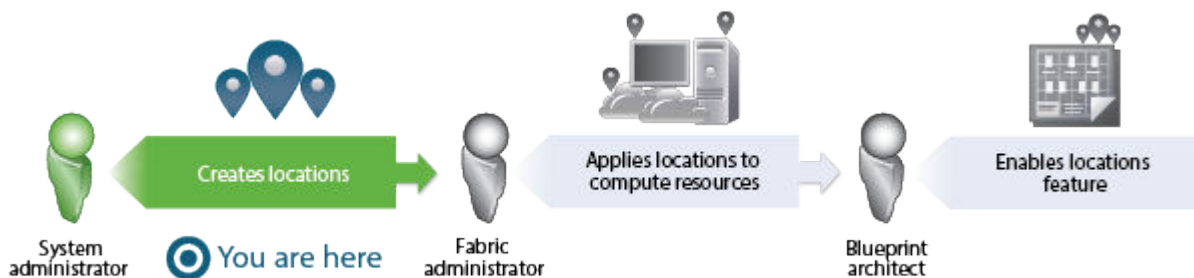 Creates locations
Applies locations to
compute resources
Enables locations
feature
System
administrator
You are here
Fabric
administrator
Blueprint
architect